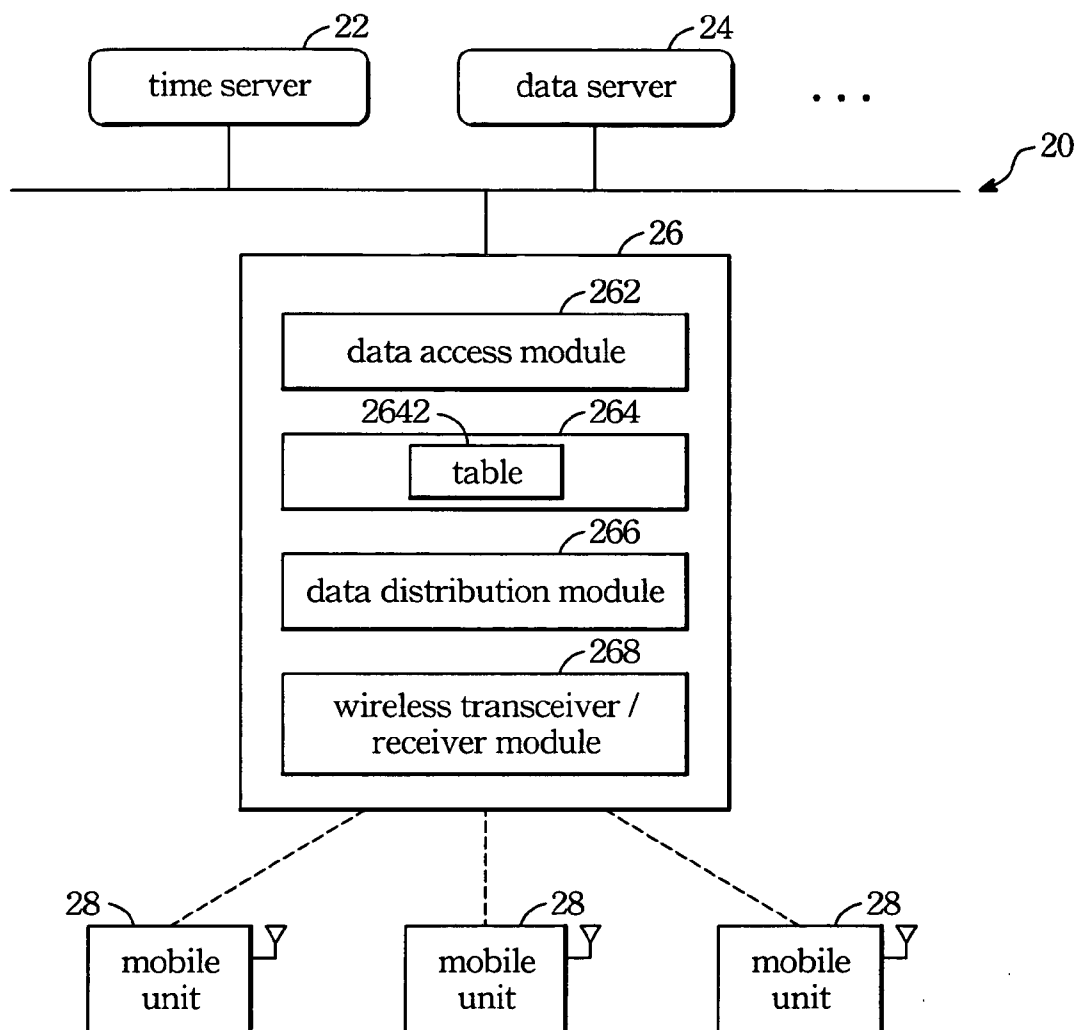 22
24
time server
data server
. . .
20
26
262
data access module
2642
264
table
266
data distribution module
268
wireless transceiver /
receiver module
28
28
28
mobile
unit
mobile
unit
mobile
unit